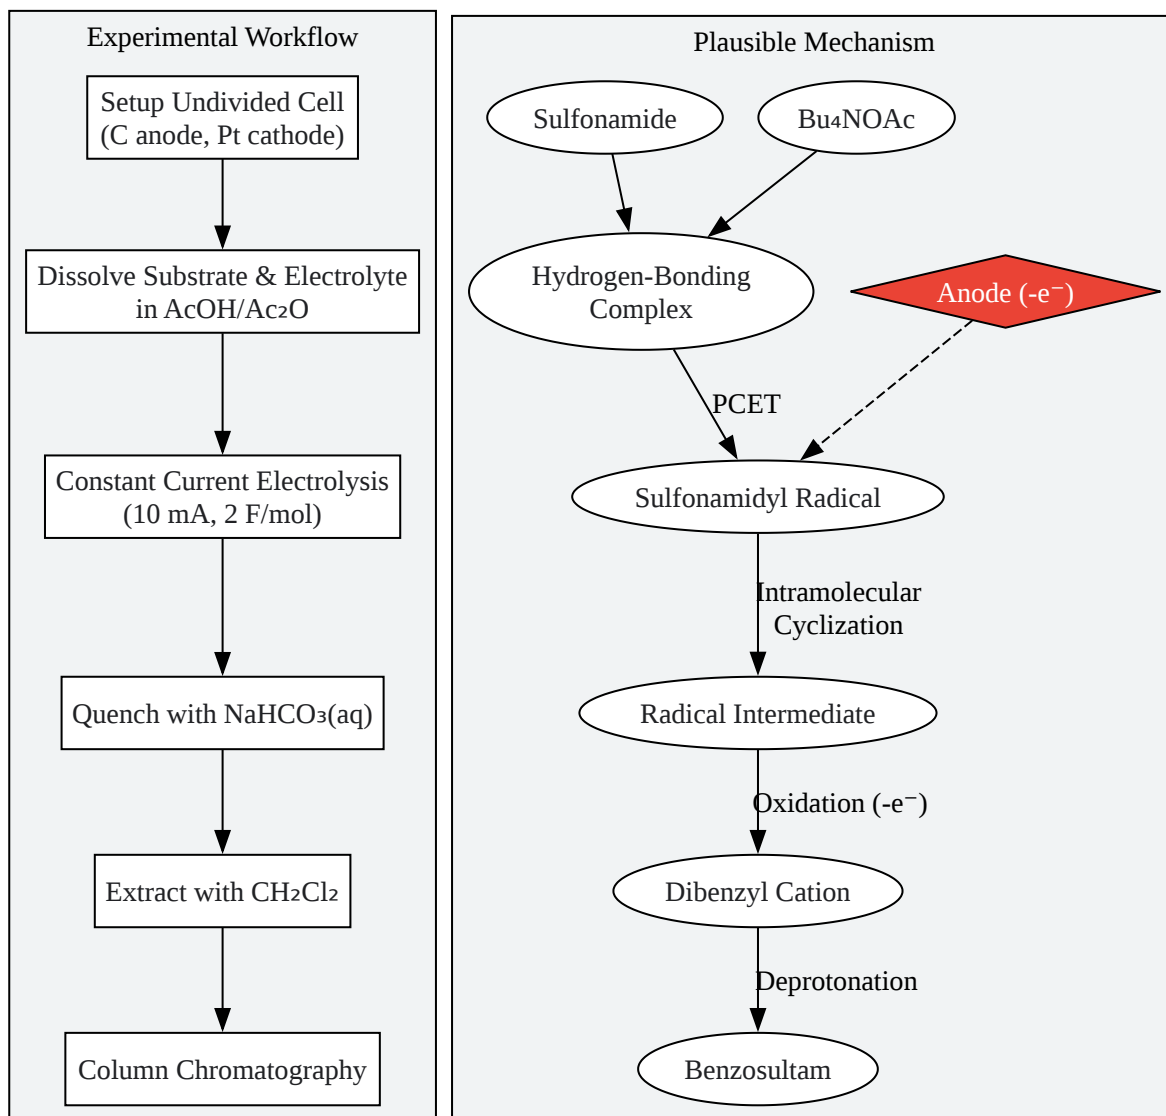 Experimental Workflow
Setup Undivided Cell
(C anode, Pt cathode)
Dissolve Substrate & Electrolyte
in AcOH/Ac₂O
Constant Current Electrolysis
(10 mA, 2 F/mol)
Quench with NaHCO₃(aq)
Extract with CH₂Cl₂
Column Chromatography
Plausible Mechanism
Sulfonamide
Bu₄NOAc
Hydrogen-Bonding
Complex
Anode (-e⁻)
PCET
Sulfonamidyl Radical
Intramolecular
Cyclization
Radical Intermediate
Oxidation (-e⁻)
Dibenzyl Cation
Deprotonation
Benzosultam